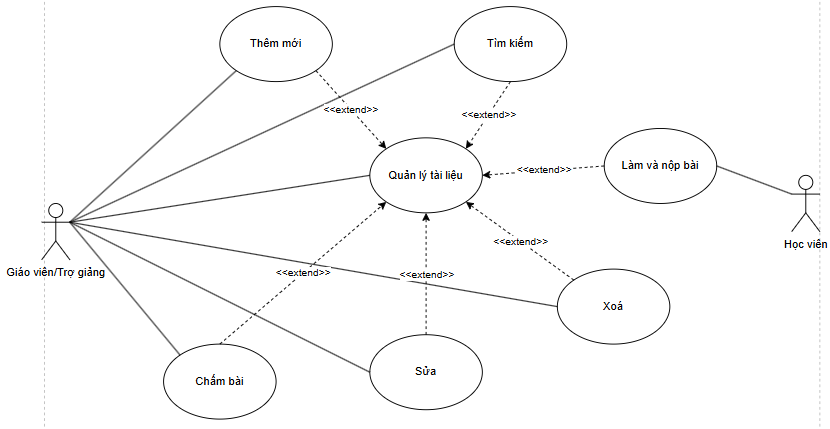 Thêm mới
Tìm kiếm
<<extend>>
<<extend>>
Quản lý tài liệu
<<extend>>
Làm và nộp bài
Học viên
Giáo viên/Trợ giảng
<<extend>>
<<extend>>
<<extend>>
Xoá
Chấm bài
Sửa